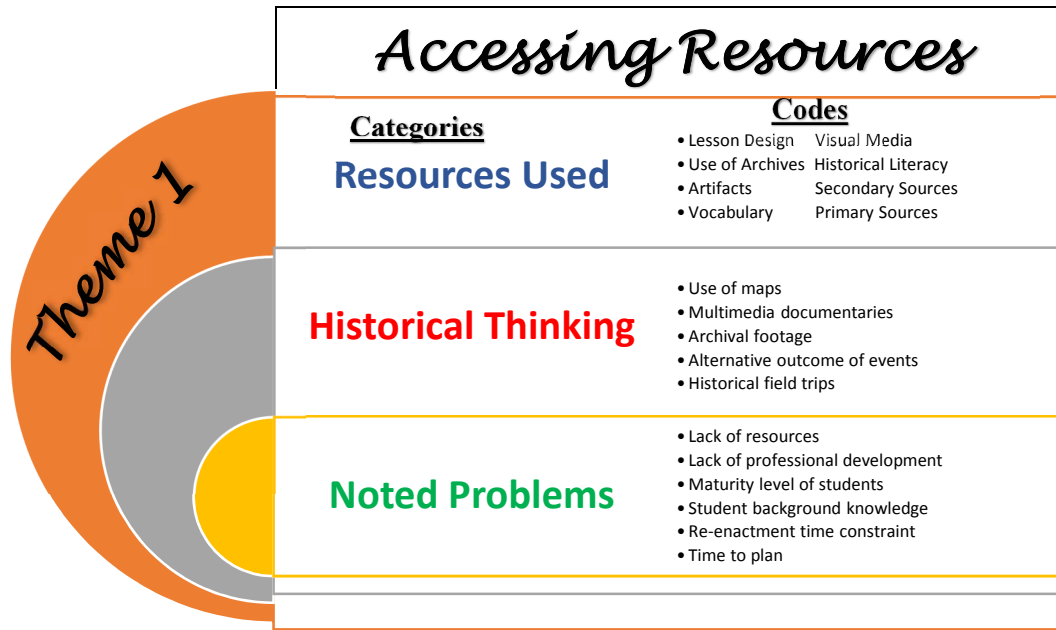 Accessing Resources
Theme 1
Categories
Codes
Resources Used
• Lesson Design Visual Media
• Use of Archives Historical Literacy
• Artifacts Secondary Sources
• Vocabulary Primary Sources
Historical Thinking
• Use of maps
• Multimedia documentaries
• Archival footage
• Alternative outcome of events
• Historical field trips
Noted Problems
• Lack of resources
• Lack of professional development
• Maturity level of students
• Student background knowledge
• Re-enactment time constraint
• Time to plan